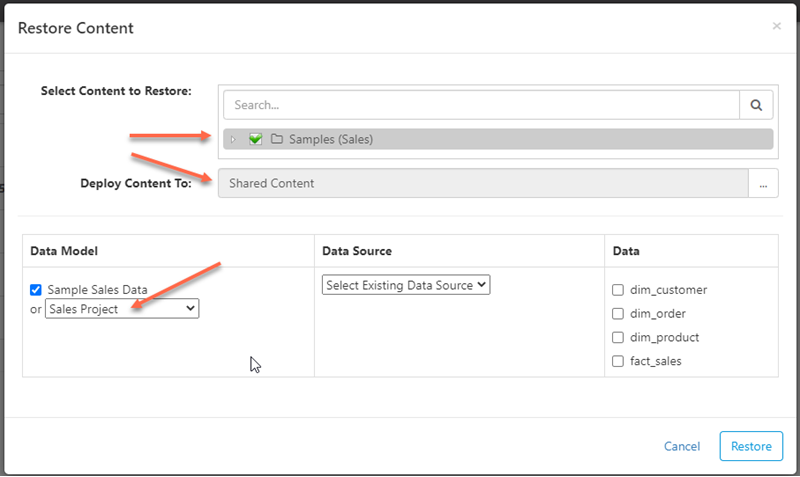 Restore Content
×
Select Content to Restore:
Search...
Samples (Sales)
Deploy Content To:
Shared Content
...
Data Model
Data Source
Data
Sample Sales Data
or Sales Project
Select Existing Data Source
dim_customer
dim_order
dim_product
fact_sales
Cancel
Restore